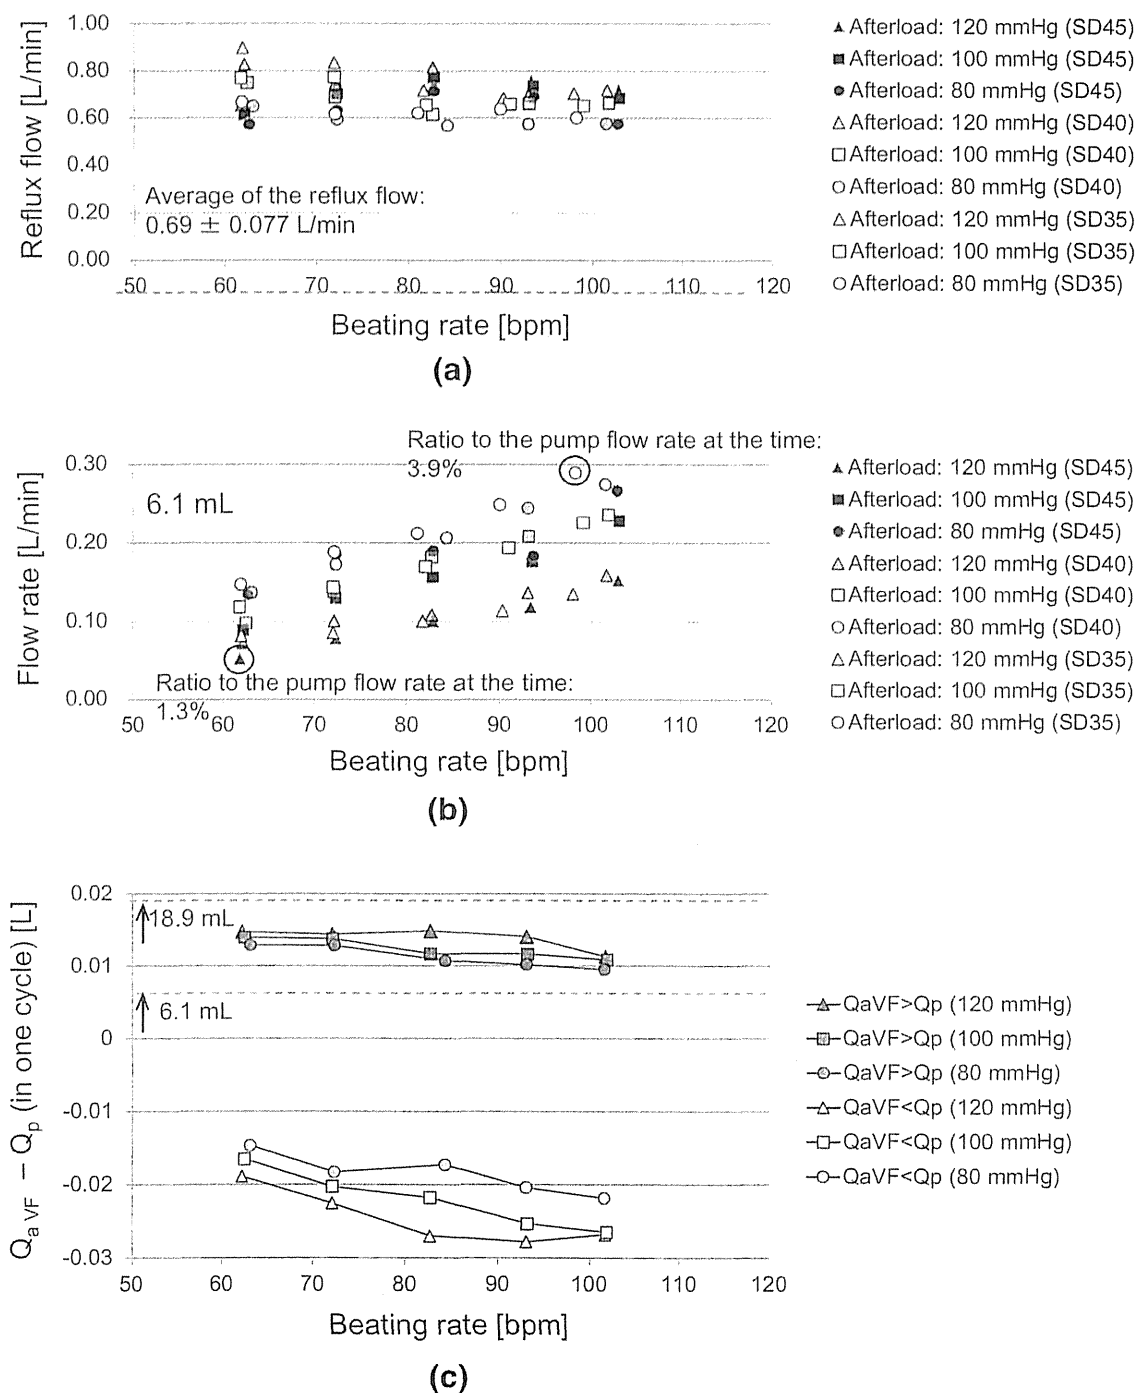 1.00
0.80
0.60
0.40
0.20
0.00
Reflux flow [L/min]
Average of the reflux flow:
0.69 ± 0.077 L/min
50 60 70 80 90 100 110 120
Beating rate [bpm]
(a)
Afterload: 120 mmHg (SD45)
Afterload: 100 mmHg (SD45)
Afterload: 80 mmHg (SD45)
Afterload: 120 mmHg (SD40)
Afterload: 100 mmHg (SD40)
Afterload: 80 mmHg (SD40)
Afterload: 120 mmHg (SD35)
Afterload: 100 mmHg (SD35)
Afterload: 80 mmHg (SD35)
Ratio to the pump flow rate at the time:
3.9%
0.30
0.20
0.10
0.00
Flow rate [L/min]
6.1 mL
Ratio to the pump flow rate at the time:
1.3%
50 60 70 80 90 100 110 120
Beating rate [bpm]
(b)
Afterload: 120 mmHg (SD45)
Afterload: 100 mmHg (SD45)
Afterload: 80 mmHg (SD45)
Afterload: 120 mmHg (SD40)
Afterload: 100 mmHg (SD40)
Afterload: 80 mmHg (SD40)
Afterload: 120 mmHg (SD35)
Afterload: 100 mmHg (SD35)
Afterload: 80 mmHg (SD35)
0.02
0.01
0
-0.01
-0.02
-0.03
QaVF – Qp (in one cycle) [L]
18.9 mL
6.1 mL
50 60 70 80 90 100 110 120
Beating rate [bpm]
(c)
QaVF>Qp (120 mmHg)
QaVF>Qp (100 mmHg)
QaVF>Qp (80 mmHg)
QaVF<Qp (120 mmHg)
QaVF<Qp (100 mmHg)
QaVF<Qp (80 mmHg)